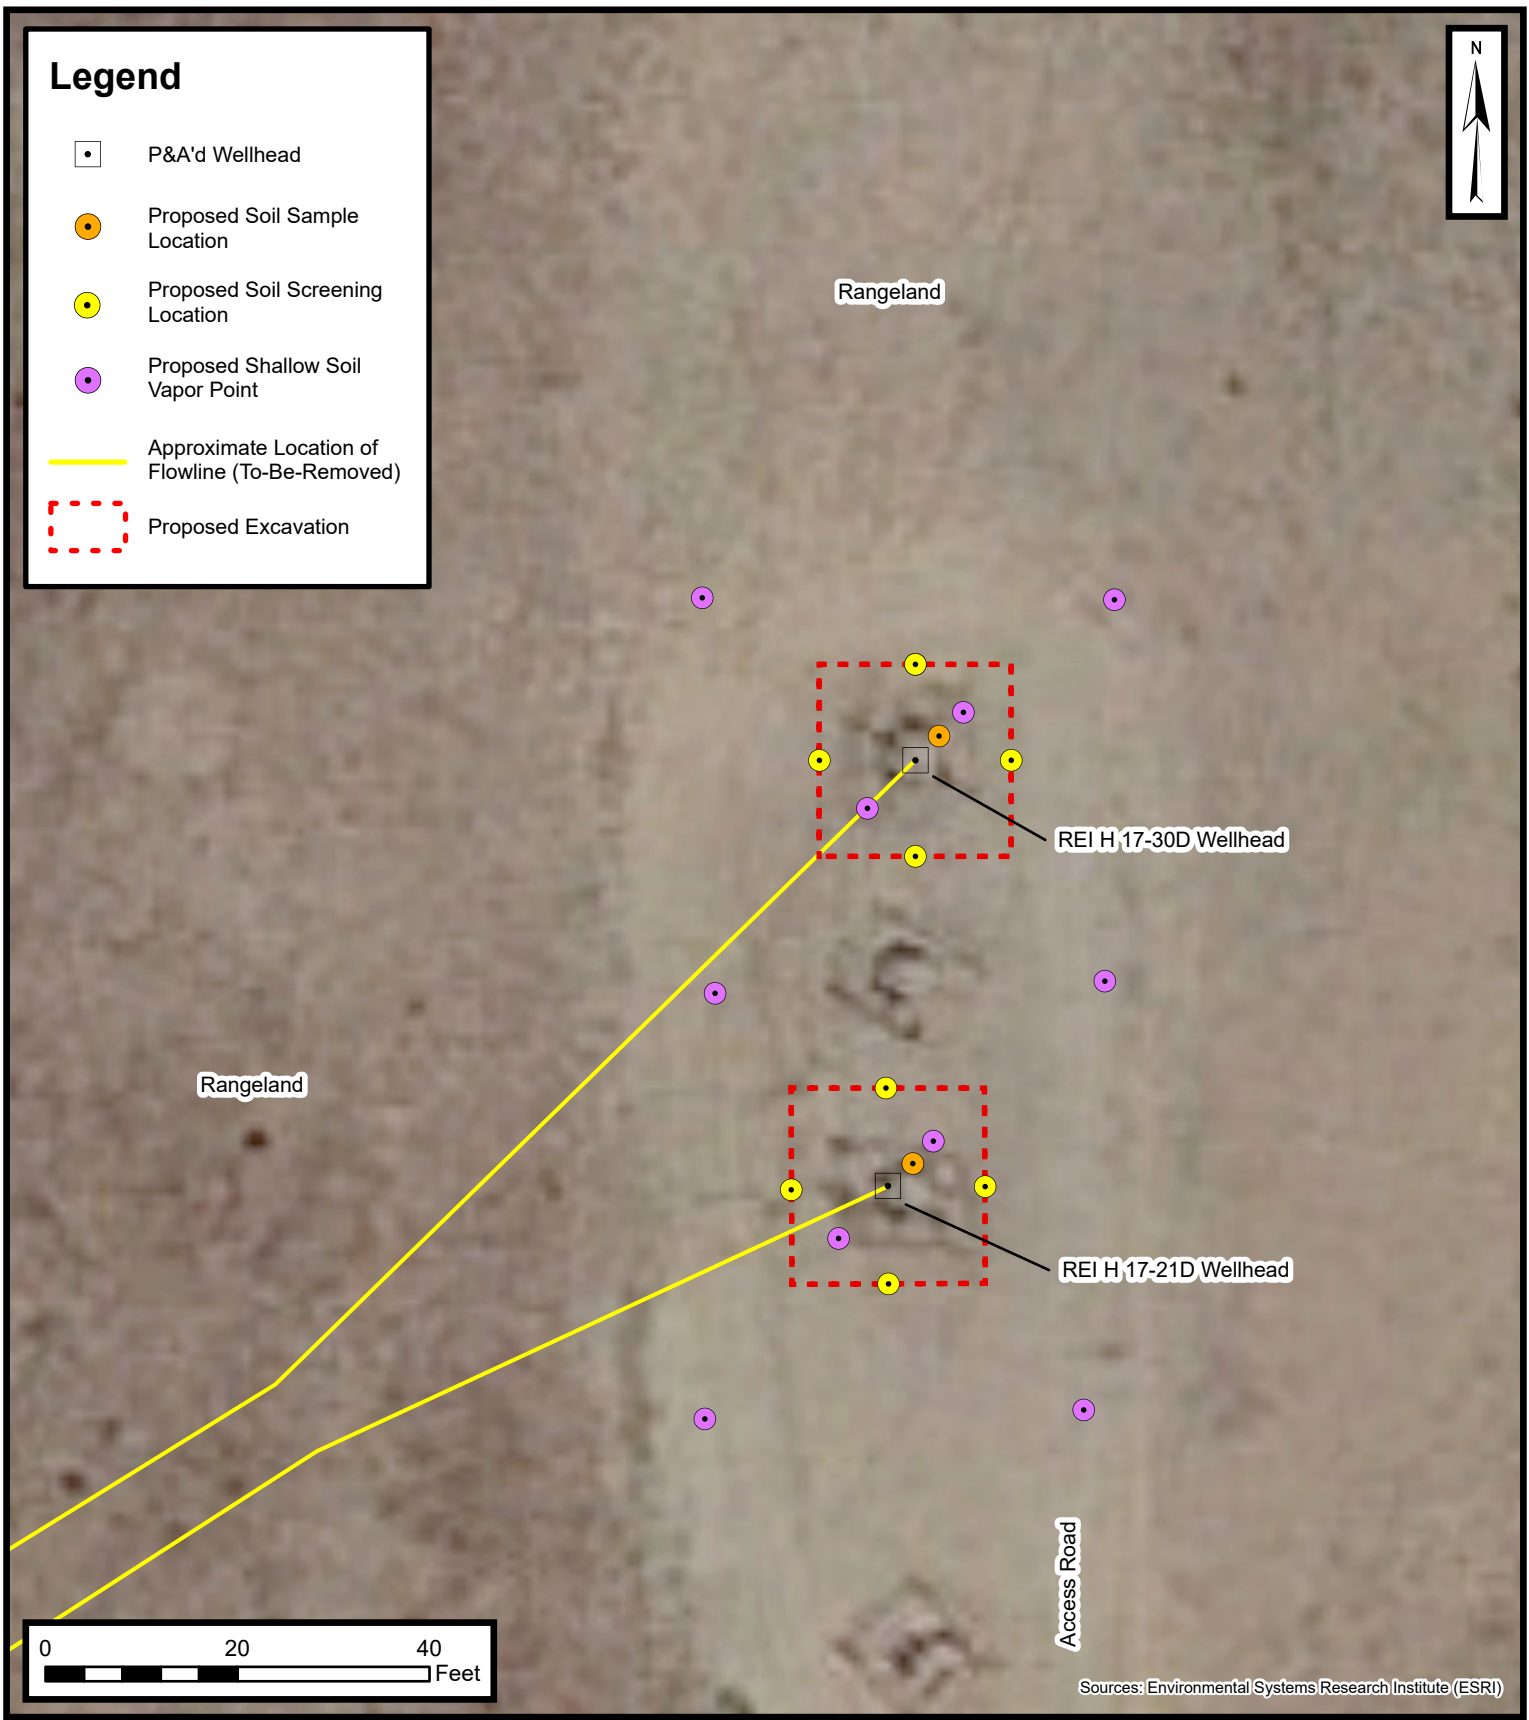 Legend
P&A'd Wellhead
Proposed Soil Sample
Location
Proposed Soil Screening
Location
Proposed Shallow Soil
Vapor Point
Approximate Location of
Flowline (To-Be-Removed)
Proposed Excavation
N
Rangeland
REI H 17-30D Wellhead
Rangeland
REI H 17-21D Wellhead
Access Road
0 20 40
Feet
Sources: Environmental Systems Research Institute (ESRI)